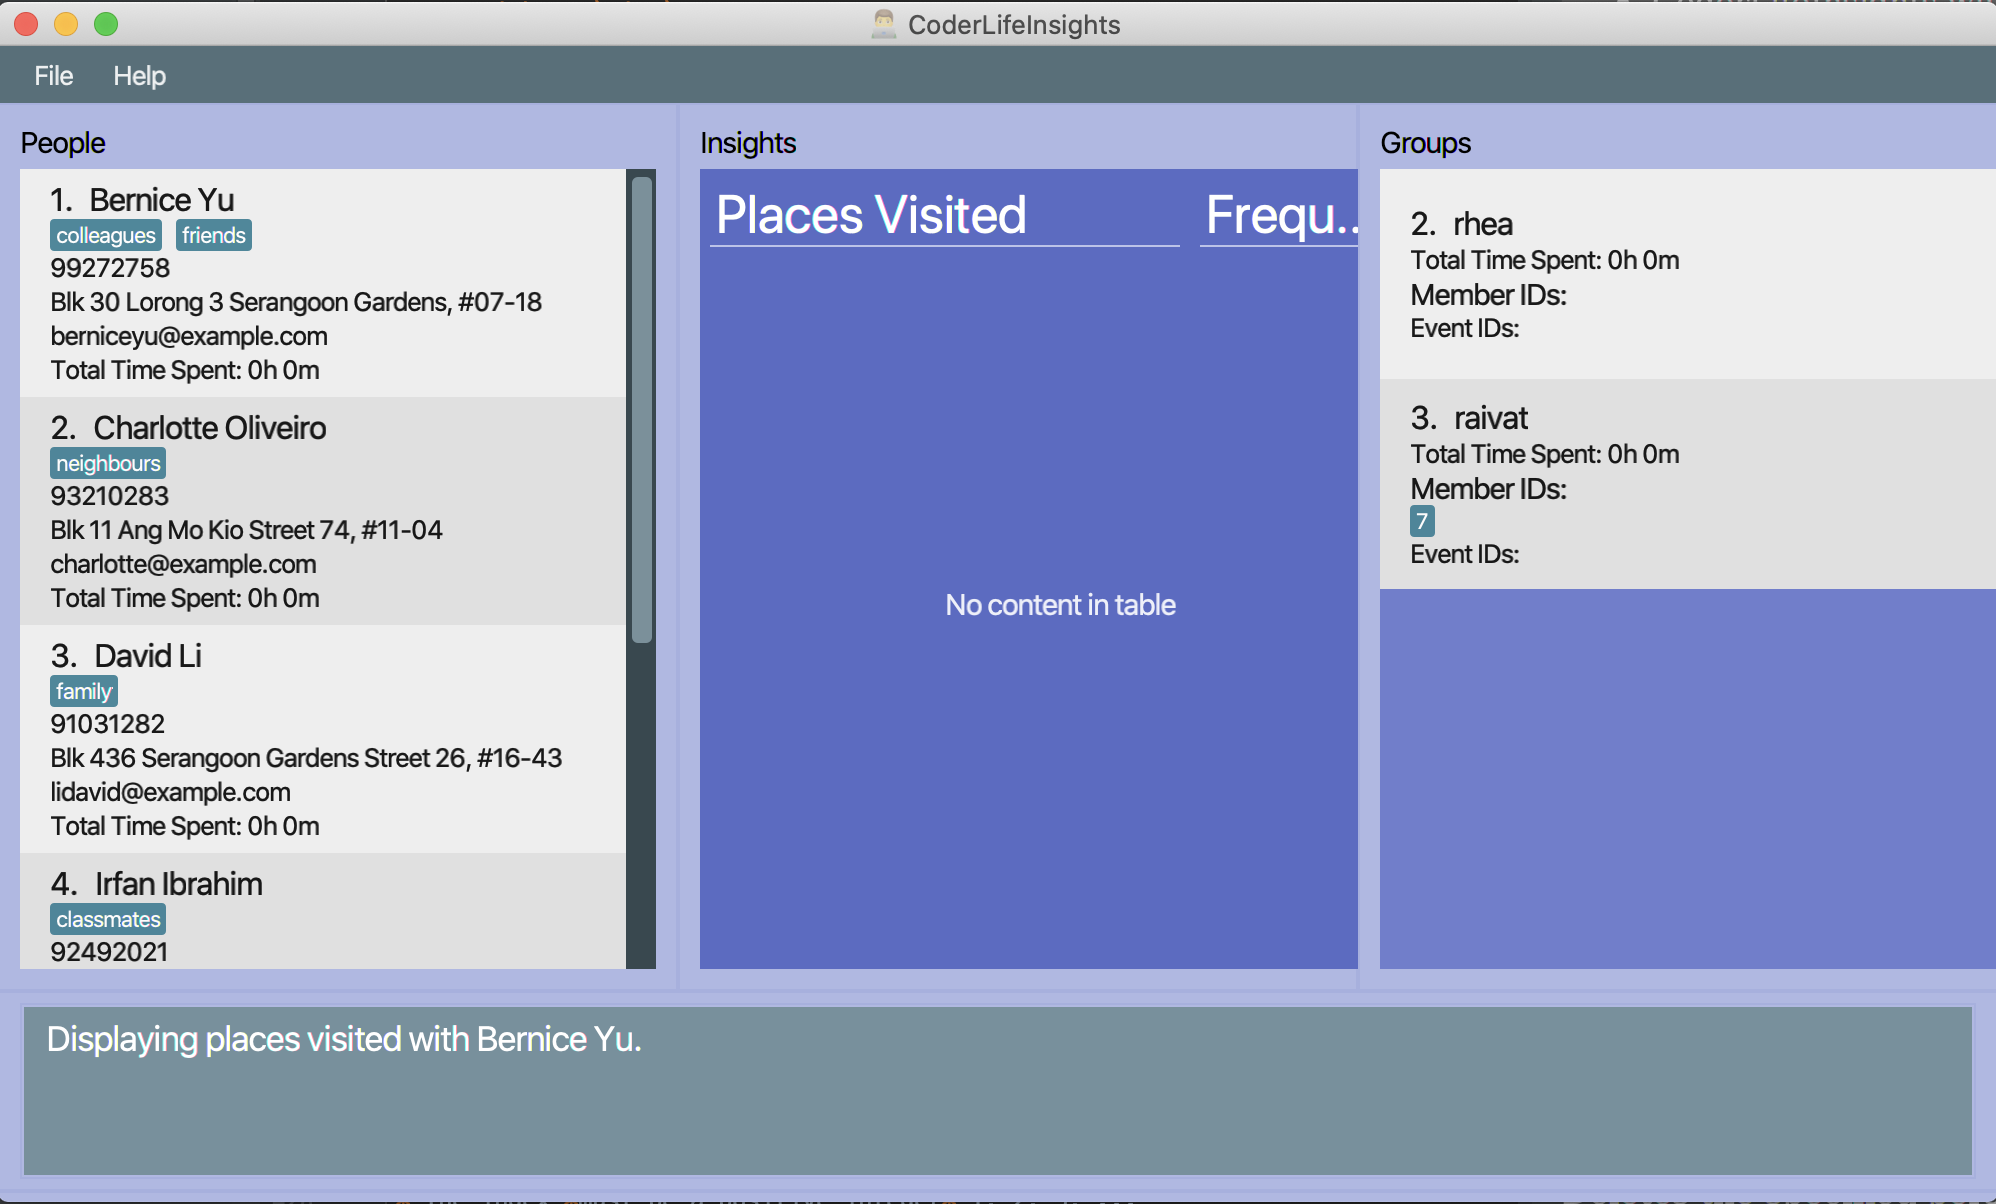 CoderLifeInsights
File Help
People
1. Bernice Yu
colleagues friends
99272758
Blk 30 Lorong 3 Serangoon Gardens, #07-18
berniceyu@example.com
Total Time Spent: 0h 0m
2. Charlotte Oliveiro
neighbours
93210283
Blk 11 Ang Mo Kio Street 74, #11-04
charlotte@example.com
Total Time Spent: 0h 0m
3. David Li
family
91031282
Blk 436 Serangoon Gardens Street 26, #16-43
lidavid@example.com
Total Time Spent: 0h 0m
4. Irfan Ibrahim
classmates
92492021
Insights
Places Visited Frequ..
No content in table
Groups
2. rhea
Total Time Spent: 0h 0m
Member IDs:
Event IDs:
3. raivat
Total Time Spent: 0h 0m
Member IDs:
7
Event IDs:
Displaying places visited with Bernice Yu.